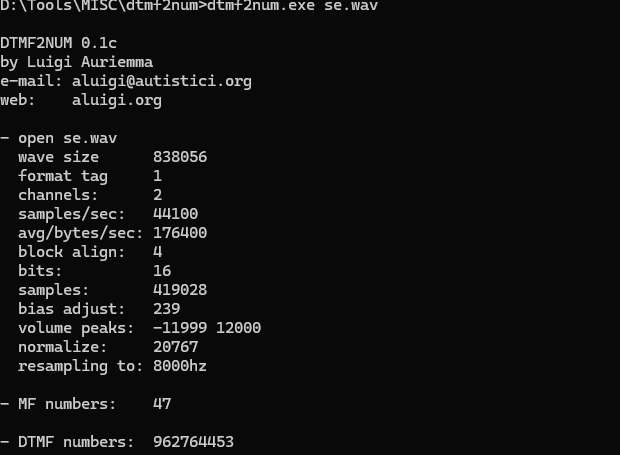 D:\Tools\MISC\dtmf2num>dtmf2num.exe se.wav
DTMF2NUM 0.1c
by Luigi Auriemma
e-mail: aluigi@autistici.org
web:    aluigi.org
- open se.wav
  wave size      838056
  format tag     1
  channels:      2
  samples/sec:   44100
  avg/bytes/sec: 176400
  block align:   4
  bits:          16
  samples:       419028
  bias adjust:   239
  volume peaks:  -11999 12000
  normalize:     20767
  resampling to: 8000hz
- MF numbers:    47
- DTMF numbers:  962764453